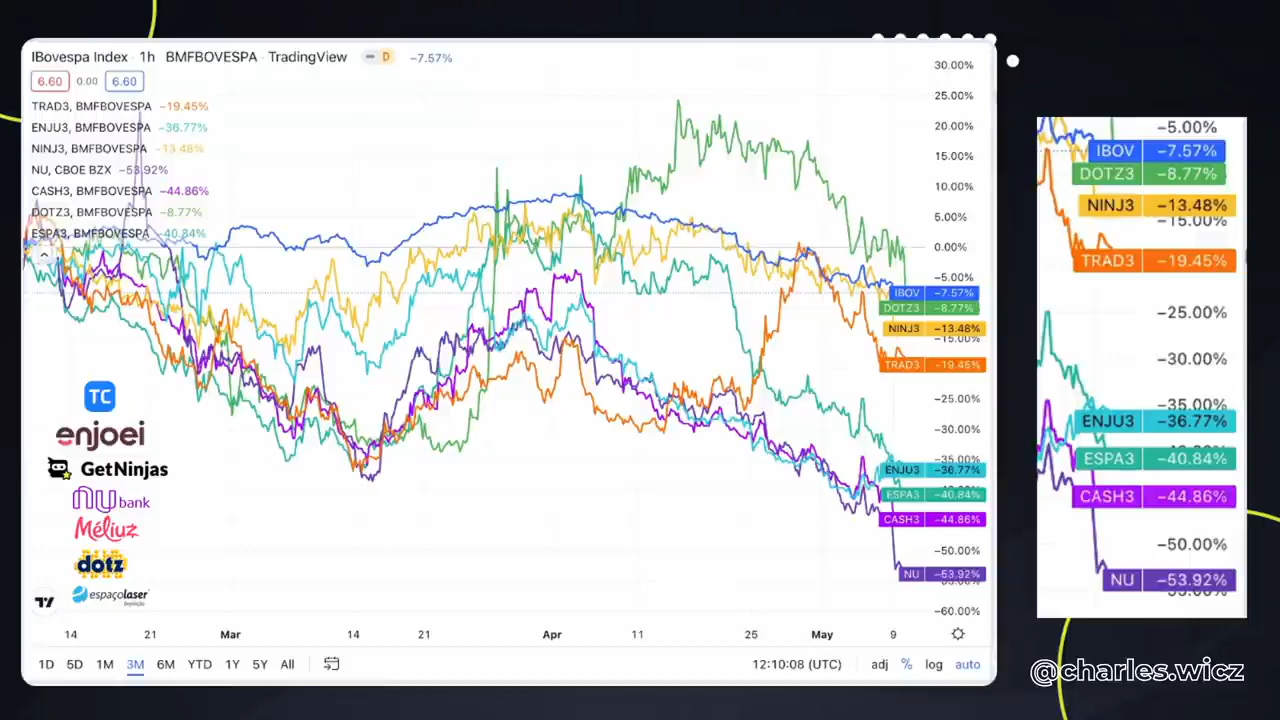 IBovespa Index · 1h · BMFBOVESPA · TradingView D -7.57%
6.60 0.00 6.60
TRAD3, BMFBOVESPA −19.45%
ENJU3, BMFBOVESPA −36.77%
NINJ3, BMFBOVESPA −13.48%
NU, CBOE BZX −53.92%
CASH3, BMFBOVESPA −44.86%
DOTZ3, BMFBOVESPA −8.77%
ESPA3, BMFBOVESPA −40.84%
TC
enjoei
GetNinjas
NU bank
Méliuz
dotz
espaçolaser
30.00%
25.00%
20.00%
15.00%
10.00%
5.00%
0.00%
−5.00%
IBOV −7.57%
DOTZ3 −8.77%
NINJ3 −13.48%
−15.00%
TRAD3 −19.45%
−25.00%
−30.00%
−35.00%
ENJU3 −36.77%
ESPA3 −40.84%
CASH3 −44.86%
−50.00%
NU −53.92%
−60.00%
14 21 Mar 14 21 Apr 11 25 May 9
1D 5D 1M 3M 6M YTD 1Y 5Y All 12:10:08 (UTC) adj % log auto
−5.00%
IBOV −7.57%
DOTZ3 −8.77%
NINJ3 −13.48%
−15.00%
TRAD3 −19.45%
−25.00%
−30.00%
−35.00%
ENJU3 −36.77%
ESPA3 −40.84%
CASH3 −44.86%
−50.00%
NU −53.92%
@charles.wicz